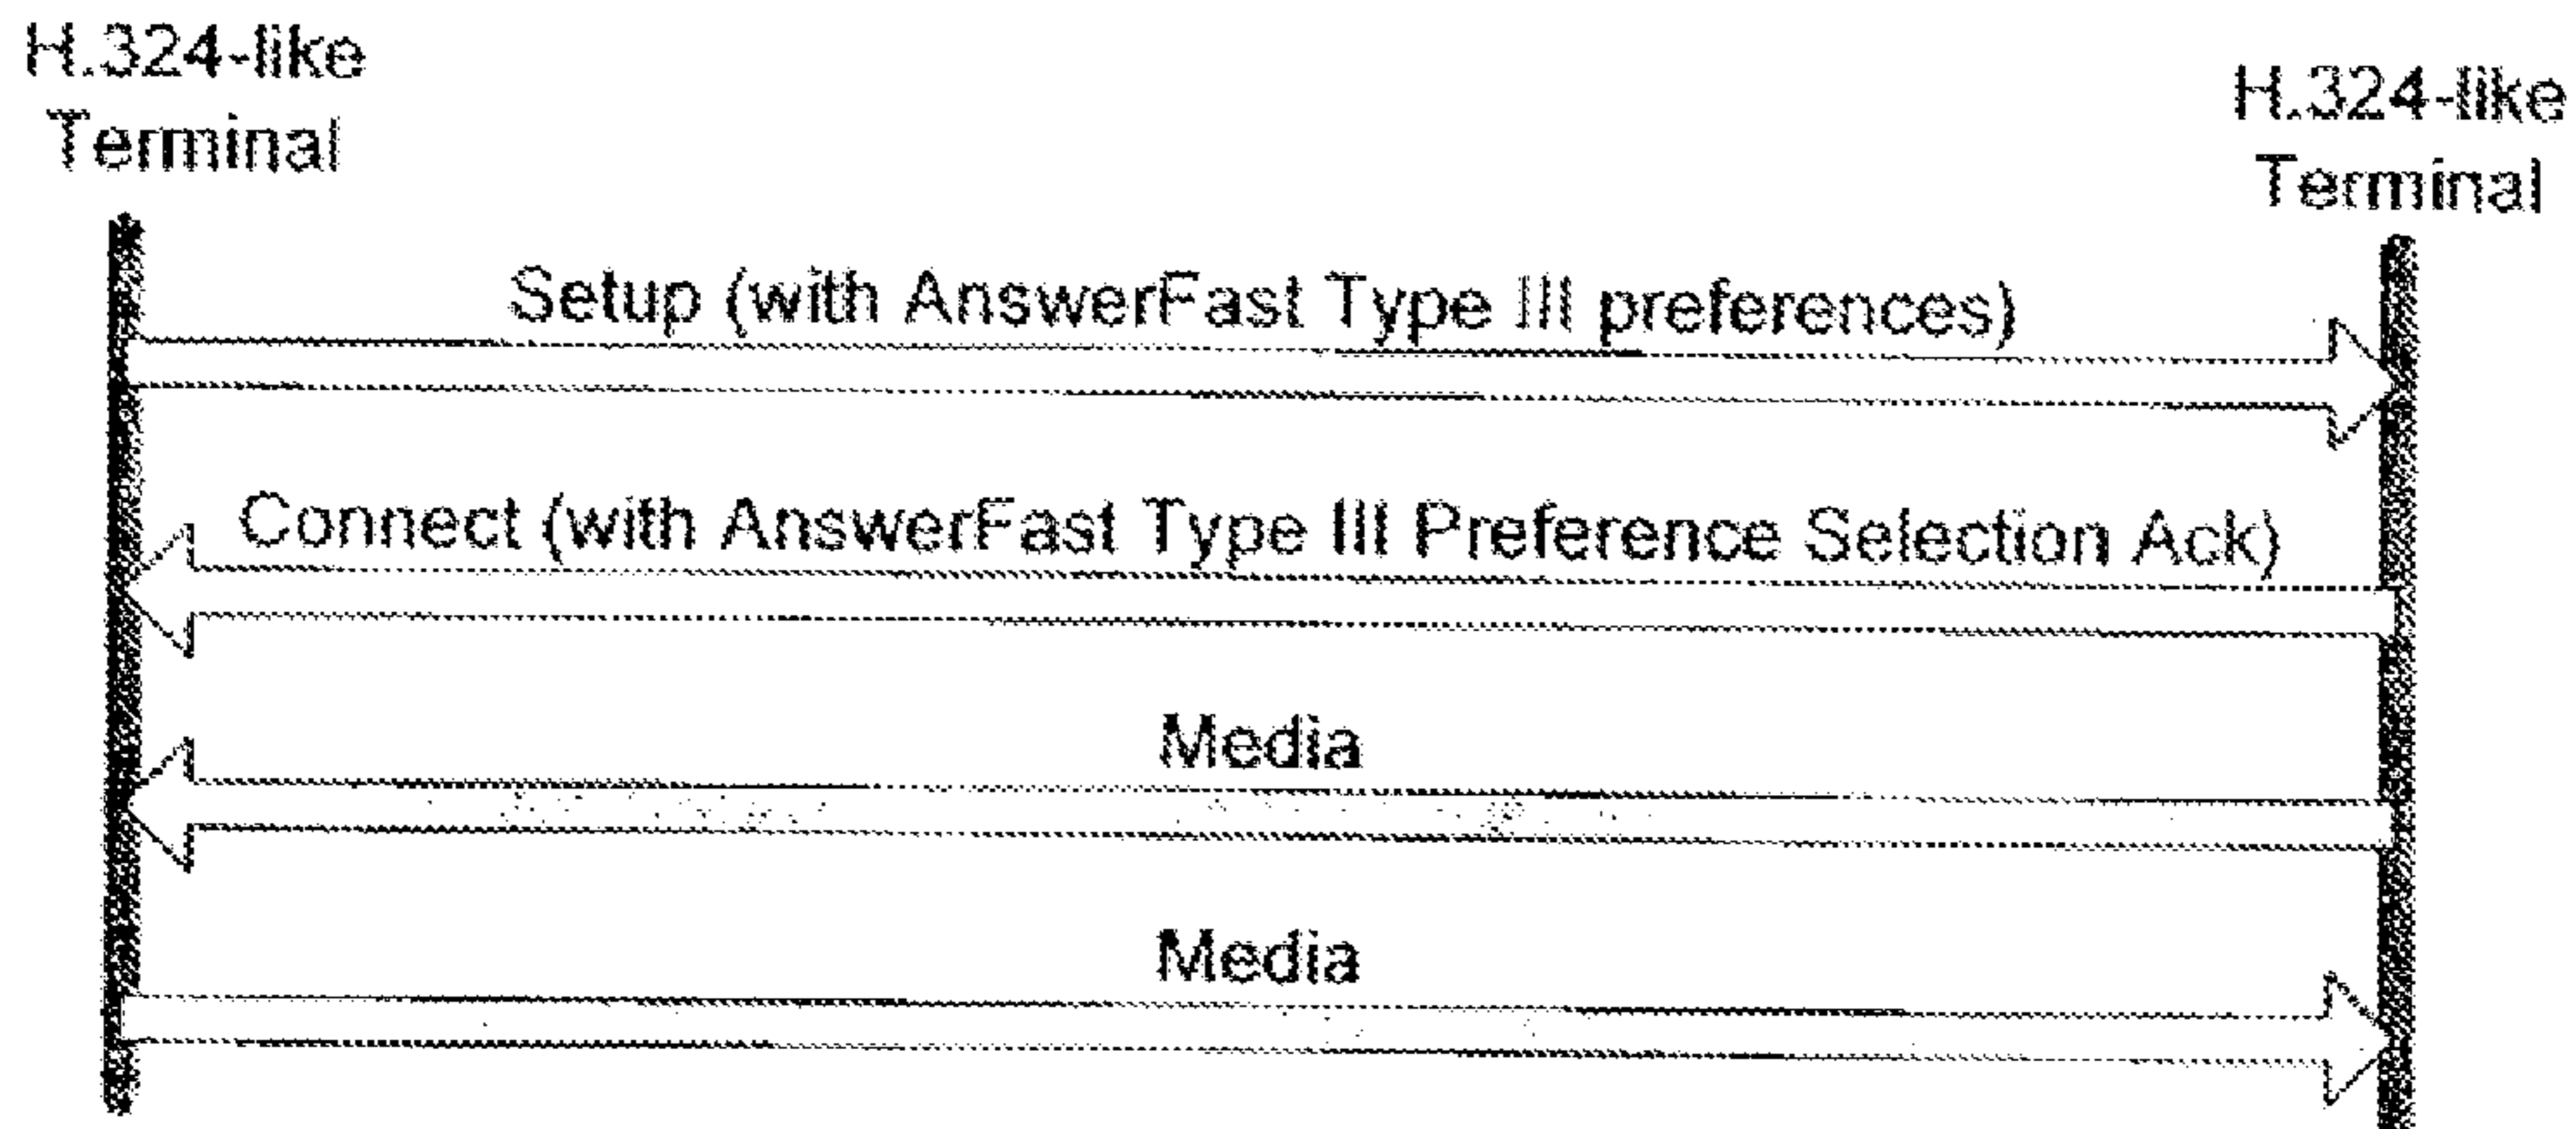 H.324-like
Terminal
H.324-like
Terminal
Setup (with AnswerFast Type III preferences)
Connect (with AnswerFast Type III Preference Selection Ack)
Media
Media